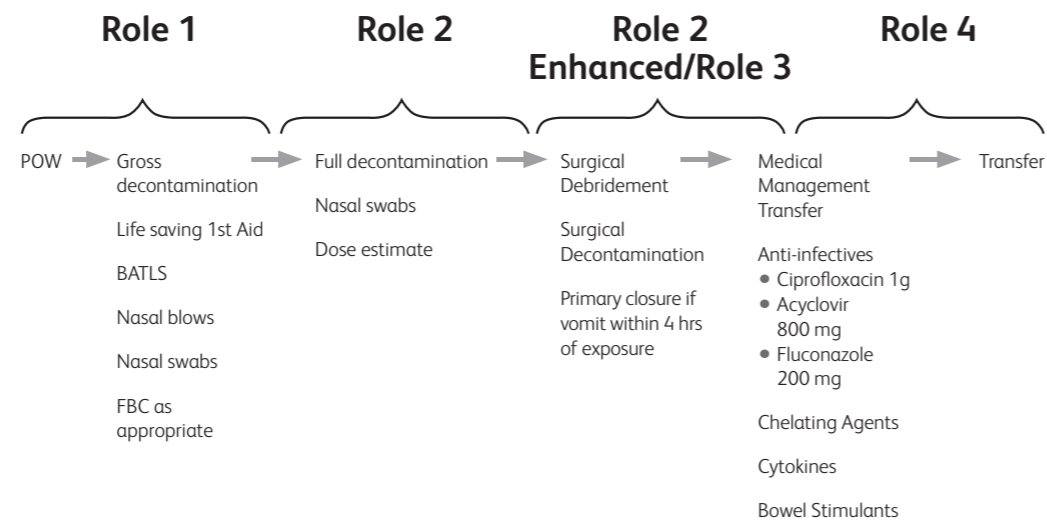 Role 1
Role 2
Role 2
Enhanced/Role 3
Role 4
POW
Gross
decontamination
Life saving 1st Aid
BATLS
Nasal blows
Nasal swabs
FBC as
appropriate
Full decontamination
Nasal swabs
Dose estimate
Surgical
Debridement
Surgical
Decontamination
Primary closure if
vomit within 4 hrs
of exposure
Medical
Management
Transfer
Anti-infectives
• Ciprofloxacin 1g
• Acyclovir
800 mg
• Fluconazole
200 mg
Chelating Agents
Cytokines
Bowel Stimulants
Transfer